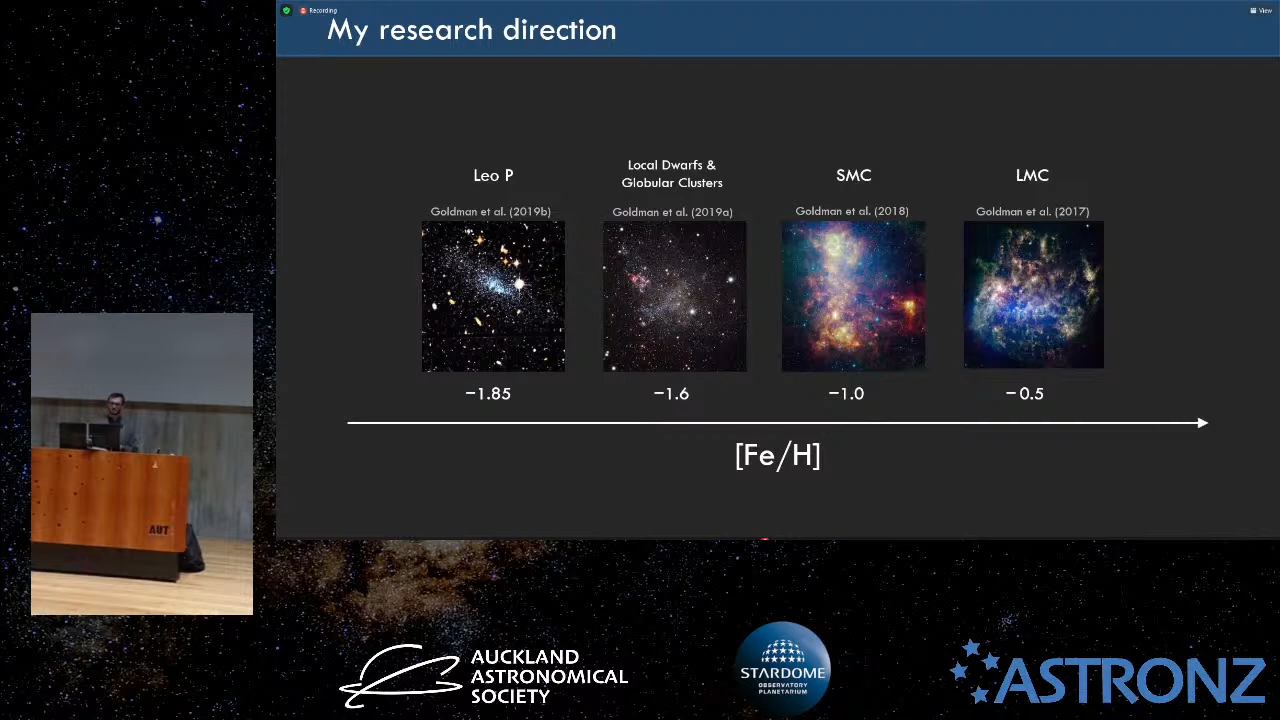 Recording
View
My research direction
Leo P
Local Dwarfs &
Globular Clusters
SMC
LMC
Goldman et al. (2019b)
Goldman et al. (2019a)
Goldman et al. (2018)
Goldman et al. (2017)
−1.85
−1.6
−1.0
−0.5
[Fe/H]
AUT
AUCKLAND
ASTRONOMICAL
SOCIETY
STARDOME
OBSERVATORY
PLANETARIUM
ASTRONZ